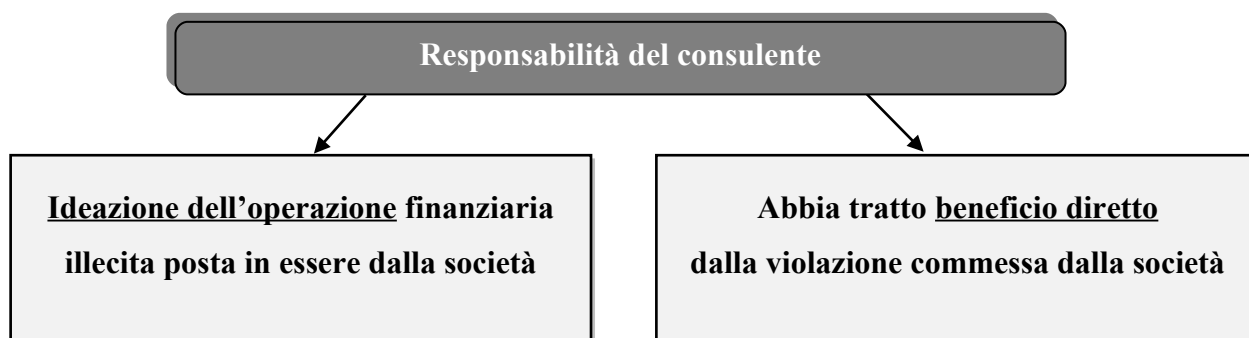 Responsabilità del consulente
Ideazione dell’operazione finanziaria
illecita posta in essere dalla società
Abbia tratto beneficio diretto
dalla violazione commessa dalla società